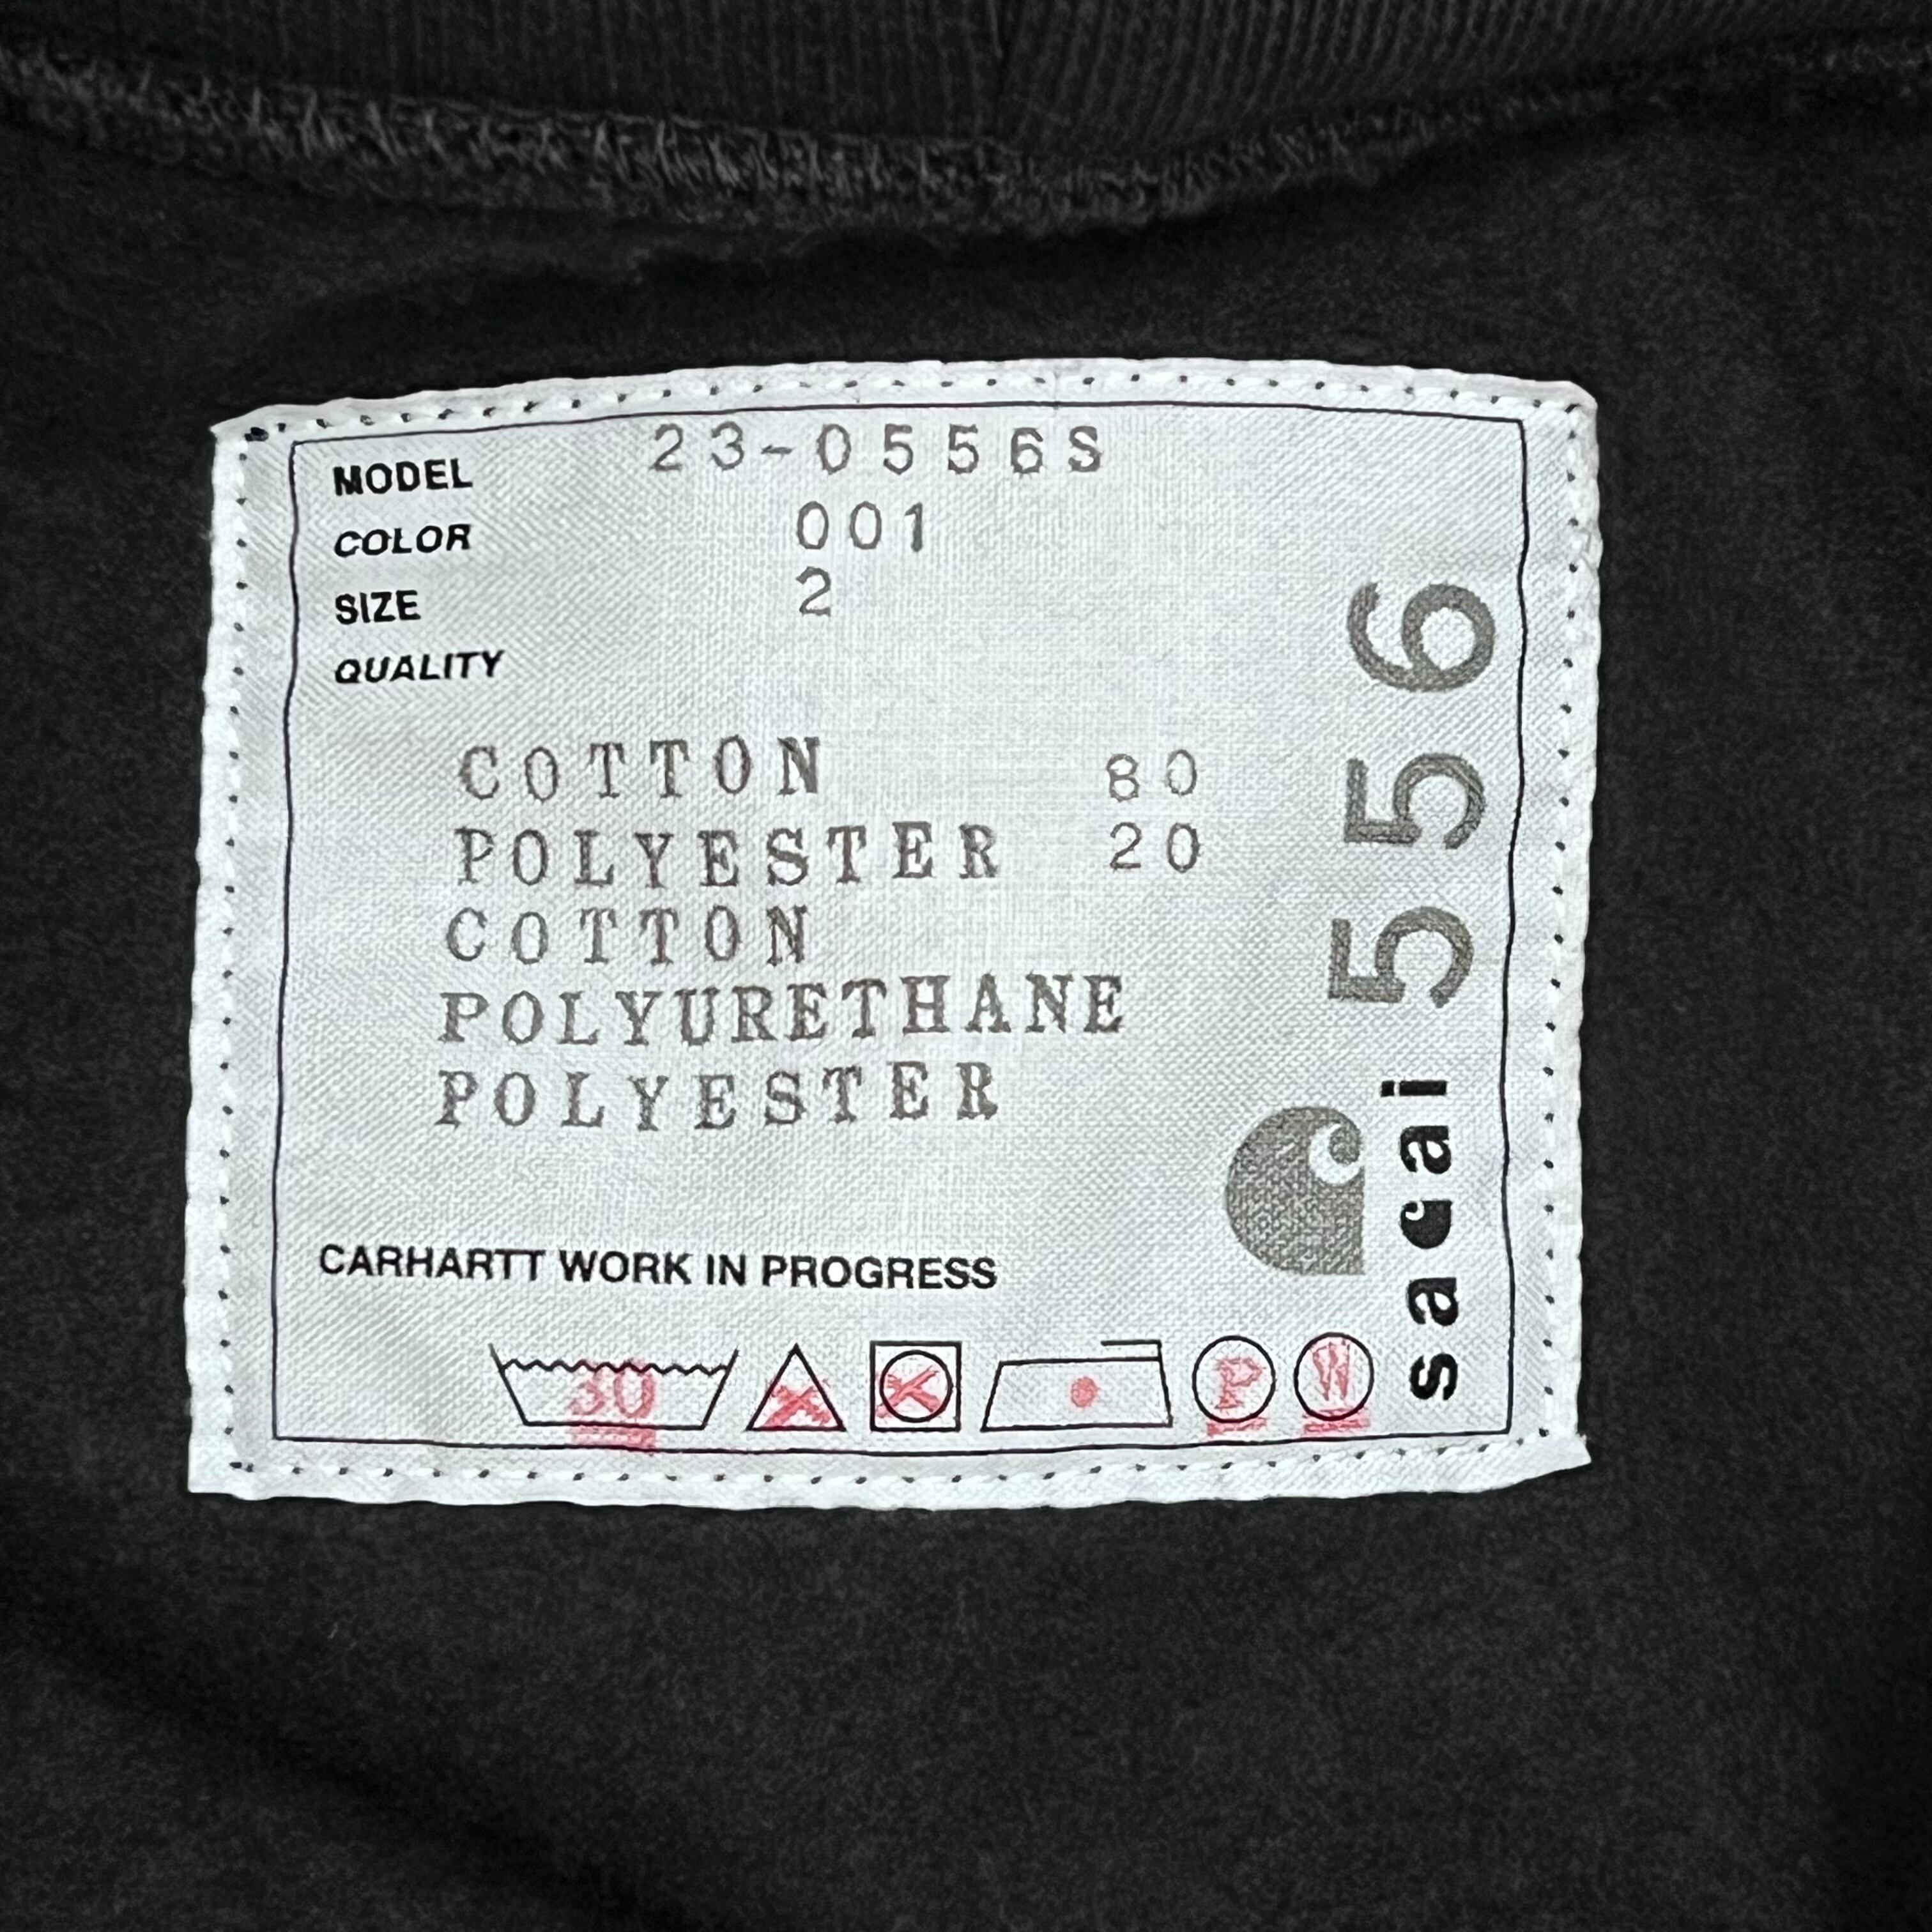 MODEL 23-0556S
COLOR 001
SIZE 2
QUALITY
COTTON 80
POLYESTER 20
COTTON
POLYURETHANE
POLYESTER
CARHARTT WORK IN PROGRESS
30
P
W
sacai 5556